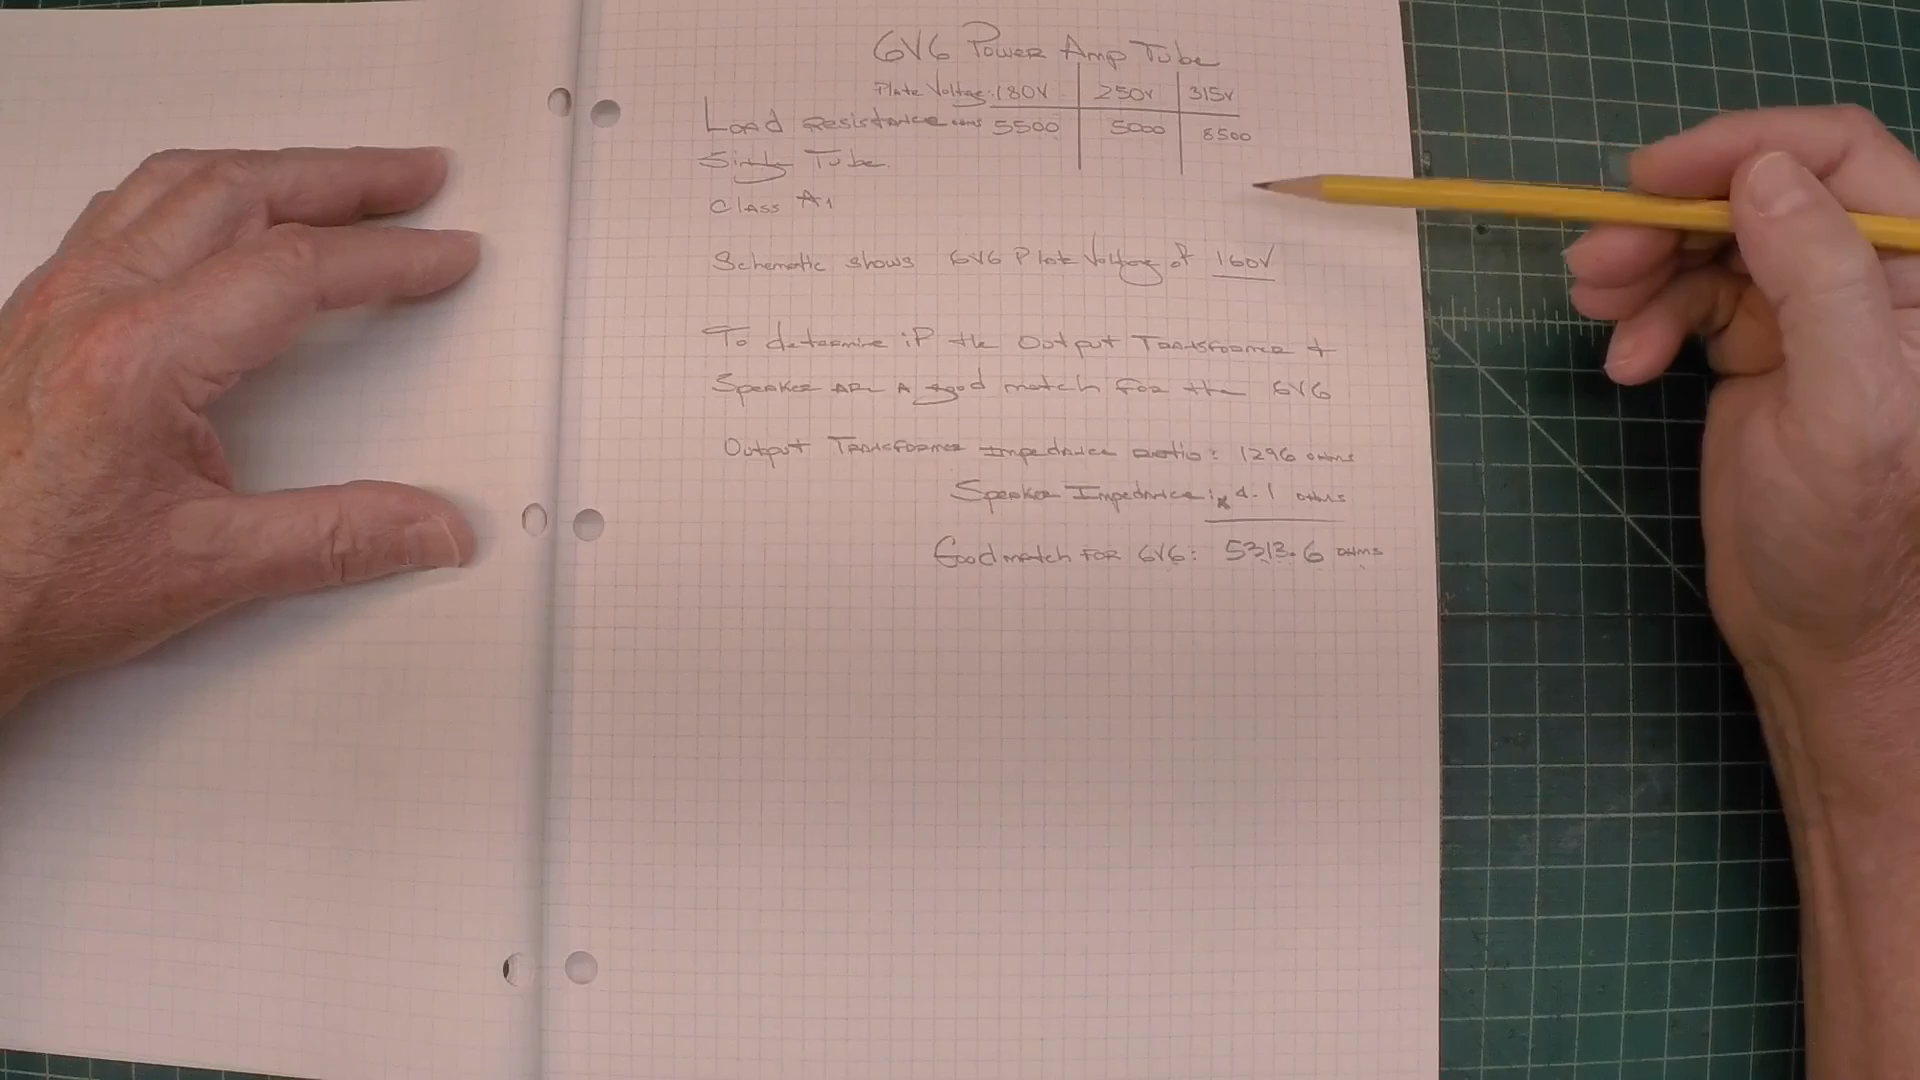 6V6 Power Amp Tube
Plate Voltage: 180V 250V 315V
Load Resistance ohms 5500 5000 8500
Single Tube
Class A1
Schematic shows 6V6 Plate Voltage of 160V
To determine if the Output Transformer +
Speaker are a good match for the 6V6
Output Transformer Impedance ratio: 1296 ohms
Speaker Impedance: x 4.1 ohms
Good match for 6V6: 5313.6 ohms